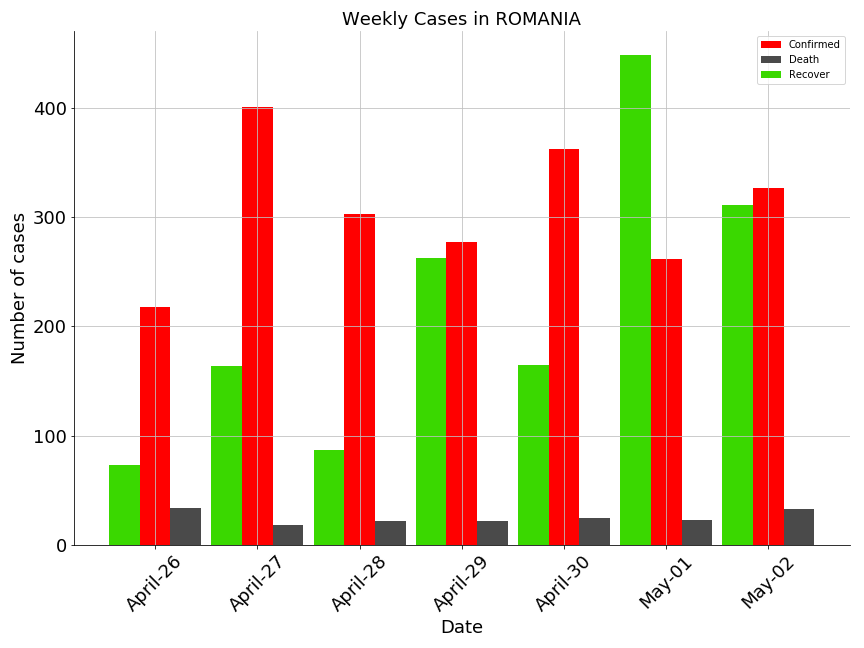 Weekly Cases in ROMANIA
Confirmed
Death
Recover
Number of cases
400
300
200
100
0
April-26
April-27
April-28
April-29
April-30
May-01
May-02
Date